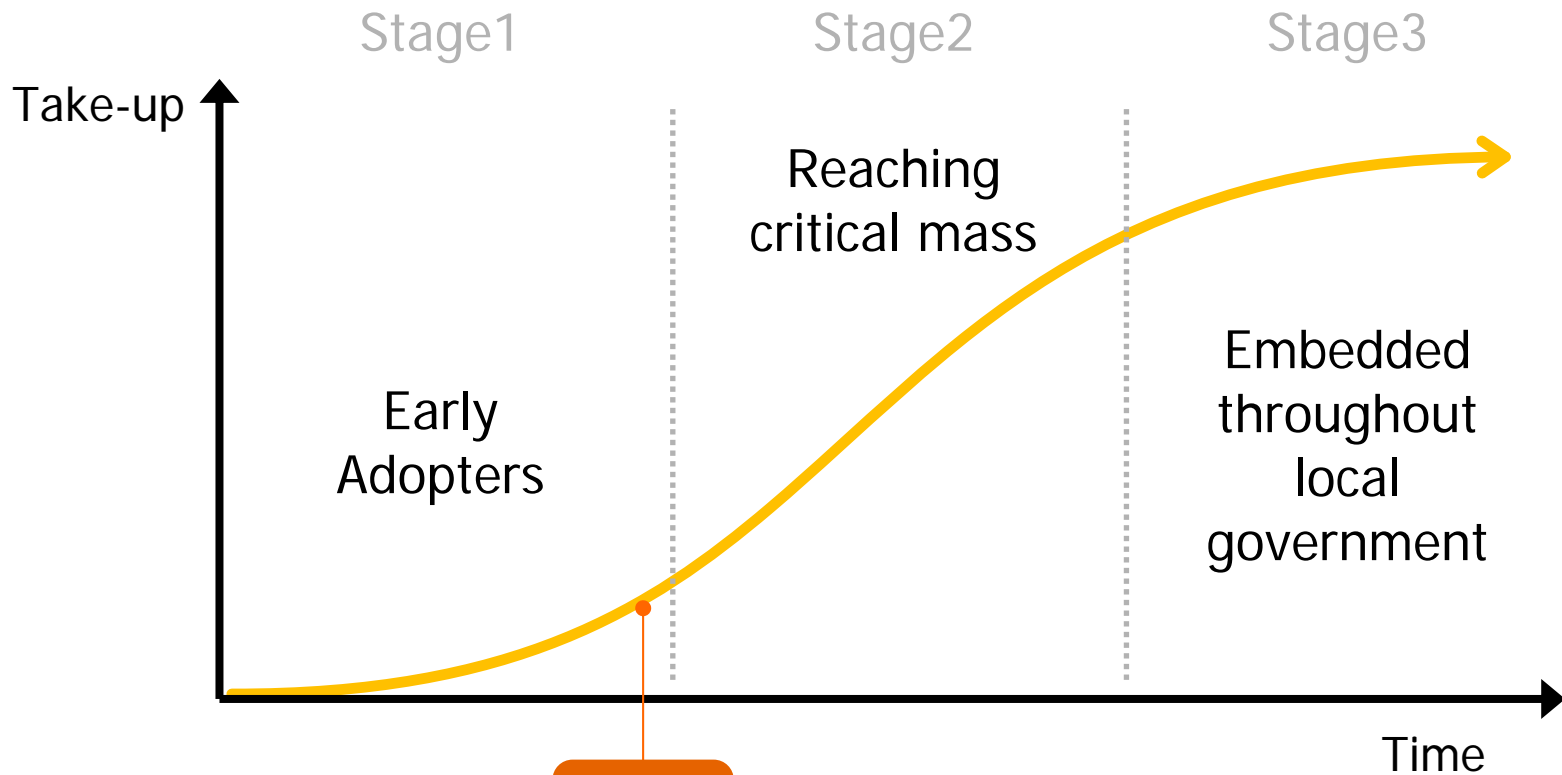 Stage1
Stage2
Stage3
Take-up
Reaching
critical mass
Early
Adopters
Embedded
throughout
local
government
Time